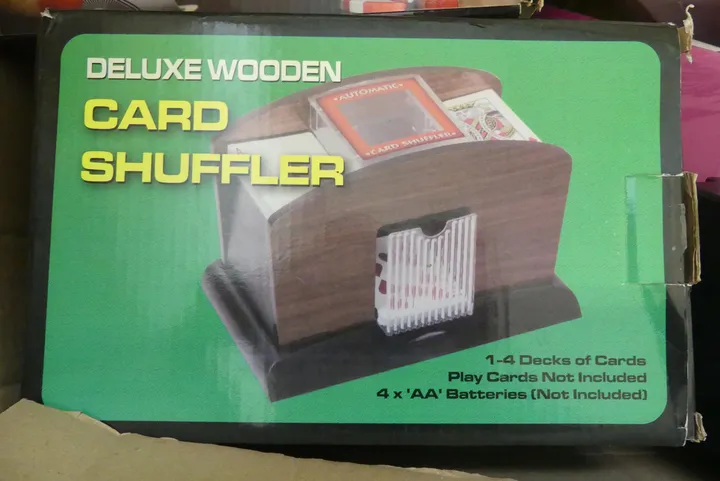 DELUXE WOODEN
CARD
SHUFFLER
★AUTOMATIC★
★CARD SHUFFLER★
1-4 Decks of Cards
Play Cards Not Included
4 x 'AA' Batteries (Not Included)